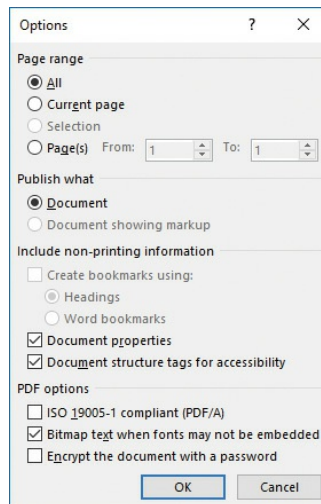 Options ? ×
Page range
All
Current page
Selection
Page(s) From: 1 To: 1
Publish what
Document
Document showing markup
Include non-printing information
Create bookmarks using:
Headings
Word bookmarks
Document properties
Document structure tags for accessibility
PDF options
ISO 19005-1 compliant (PDF/A)
Bitmap text when fonts may not be embedded
Encrypt the document with a password
OK Cancel